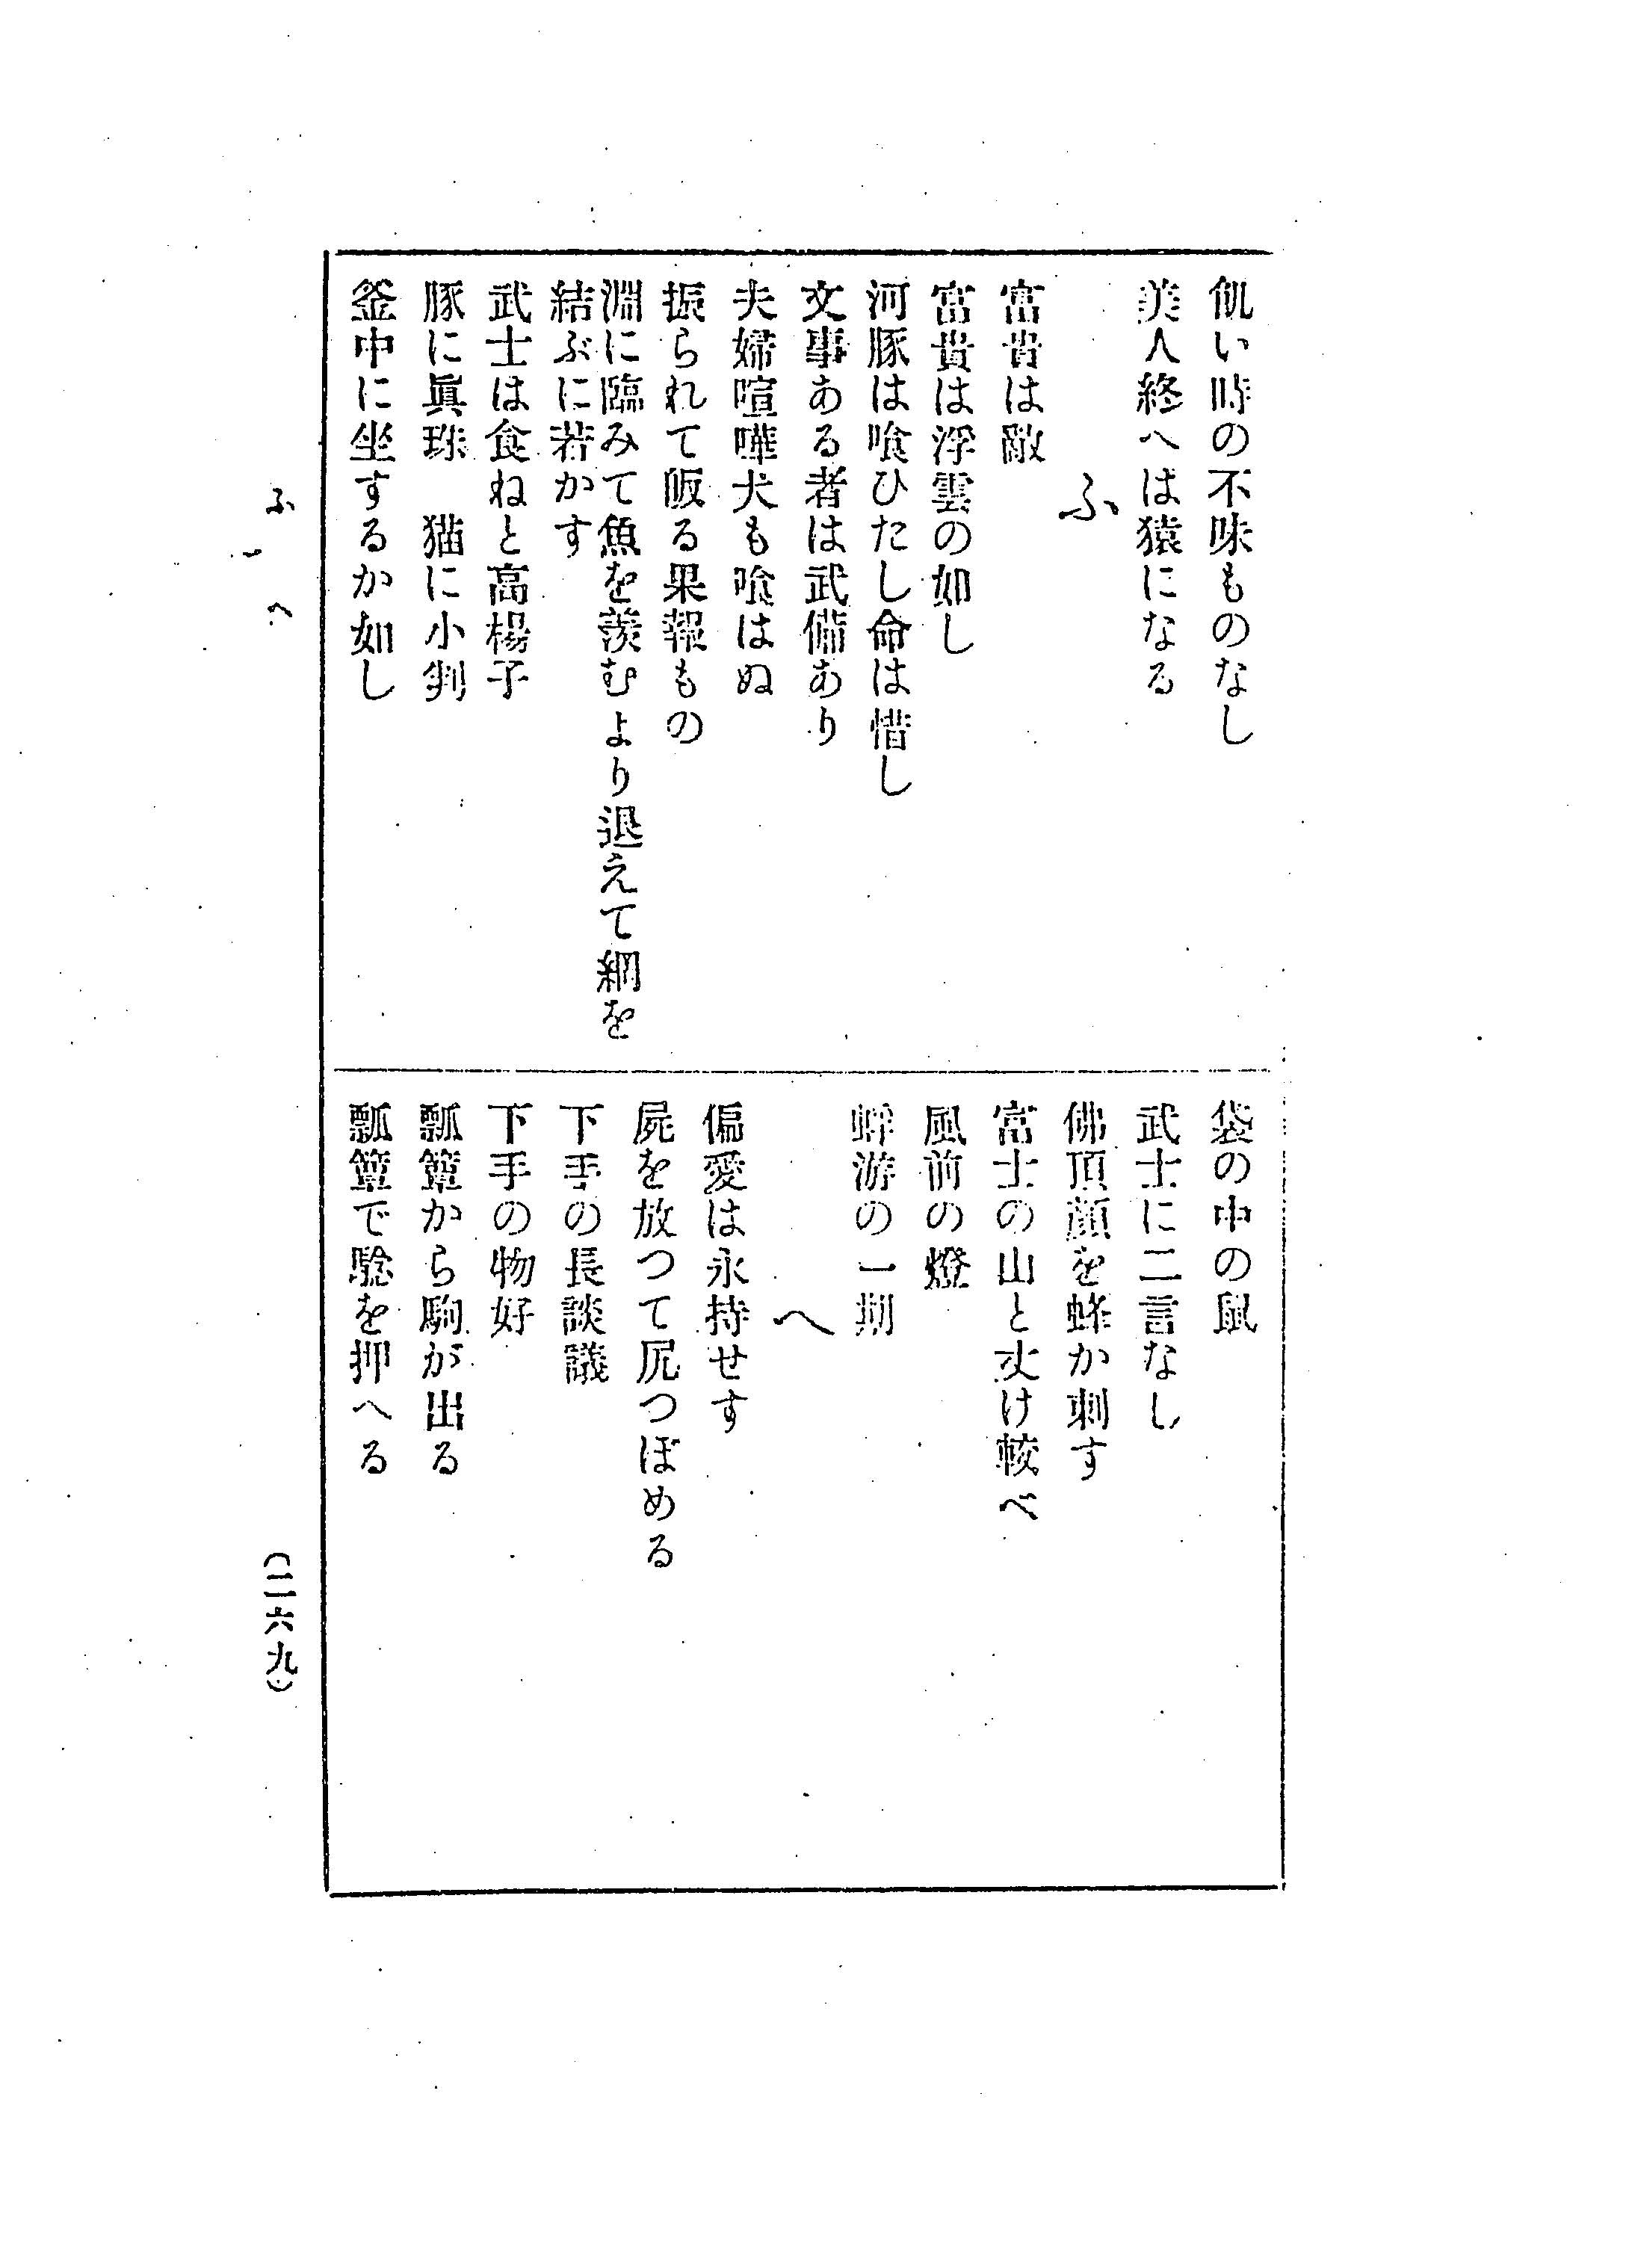 飢い時の不味ものなし
美人終へは猿になる
ふ
富貴は敵
富貴は浮雲の如し
河豚は喰ひたし命は惜し
文事ある者は武備あり
夫婦喧嘩犬も喰はぬ
振られて皈る果報もの
淵に臨みて魚を羨むより退えて網を
結ぶに若かす
武士は食ねと高楊子
豚に眞珠　猫に小判
釜中に坐するか如し
袋の中の鼠
武士に二言なし
佛頂顔を蜂か刺す
富士の山と丈け較べ
風前の燈
蜉游の一期
へ
偏愛は永持せす
屍を放つて尻つぼめる
下手の長談議
下手の物好
瓢簞から駒が出る
瓢簞で鯰を押へる
ふ－へ
(二六九)